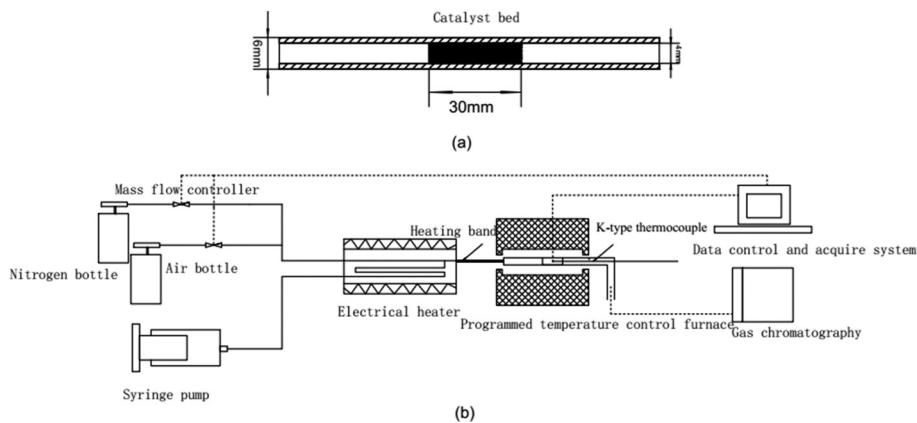 Catalyst bed
6mm
4mm
30mm
(a)
Mass flow controller
Heating band
K-type thermocouple
Data control and acquire system
Nitrogen bottle
Air bottle
Electrical heater
Programmed temperature control furnace
Gas chromatography
Syringe pump
(b)